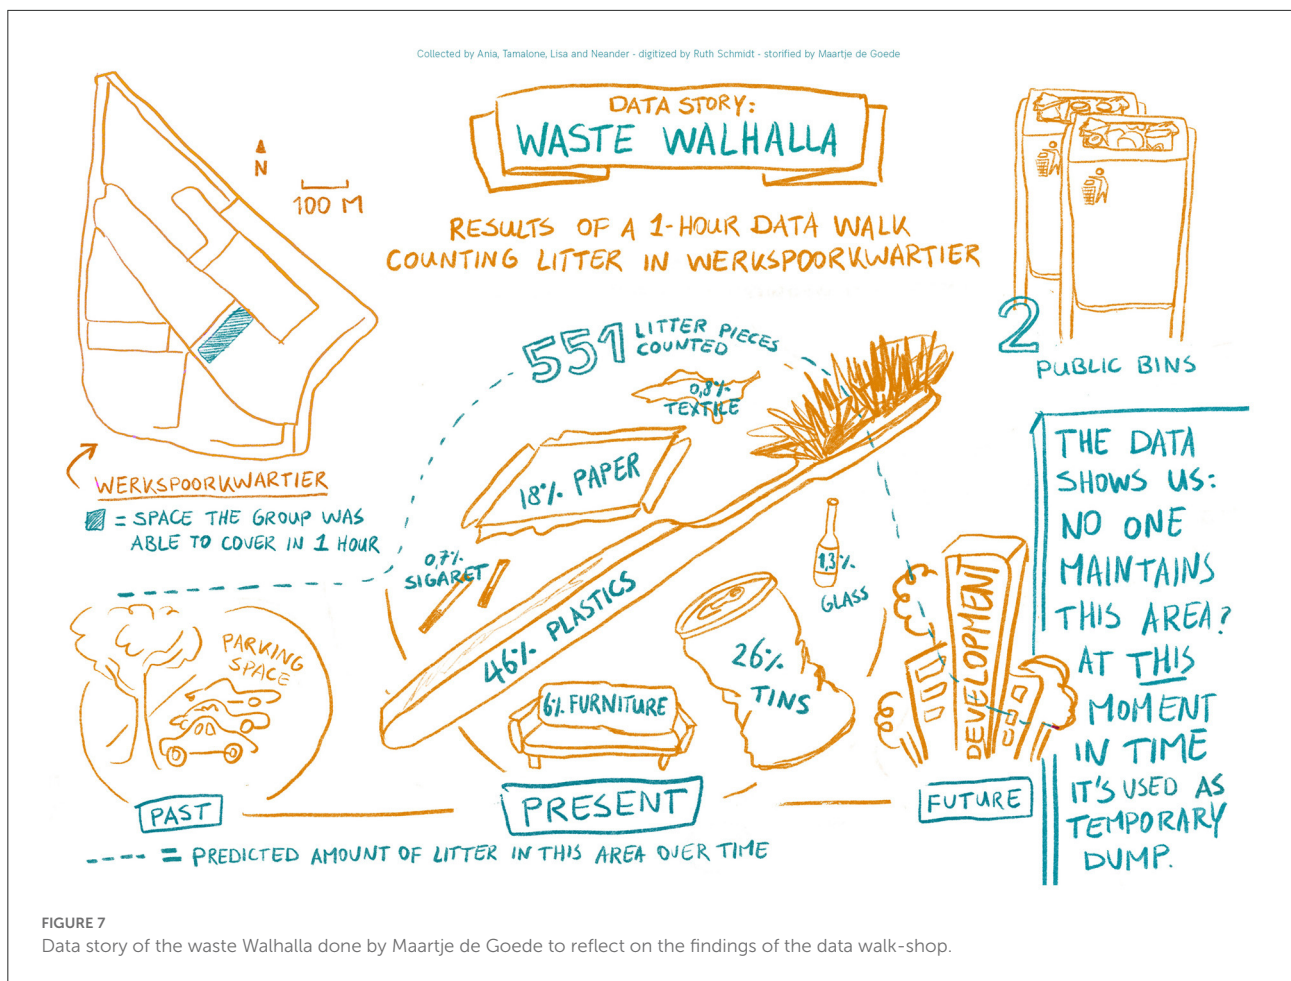 Collected by Ania, Tamalone, Lisa and Neander - digitized by Ruth Schmidt - storified by Maartje de Goede
DATA STORY:
WASTE WALHALLA
N
100 M
RESULTS OF A 1-HOUR DATA WALK
COUNTING LITTER IN WERKSPOORKWARTIER
2
PUBLIC BINS
551 LITTER PIECES
COUNTED
0,8%
TEXTILE
18% PAPER
WERKSPOORKWARTIER
= SPACE THE GROUP WAS
ABLE TO COVER IN 1 HOUR
0,7%
SIGARET
46% PLASTICS
1,3%
GLASS
26%
TINS
6% FURNITURE
PARKING
SPACE
DEVELOPMENT
PAST
PRESENT
FUTURE
---- = PREDICTED AMOUNT OF LITTER IN THIS AREA OVER TIME
THE DATA
SHOWS US:
NO ONE
MAINTAINS
THIS AREA?
AT THIS
MOMENT
IN TIME
IT'S USED AS
TEMPORARY
DUMP.
FIGURE 7
Data story of the waste Walhalla done by Maartje de Goede to reflect on the findings of the data walk-shop.